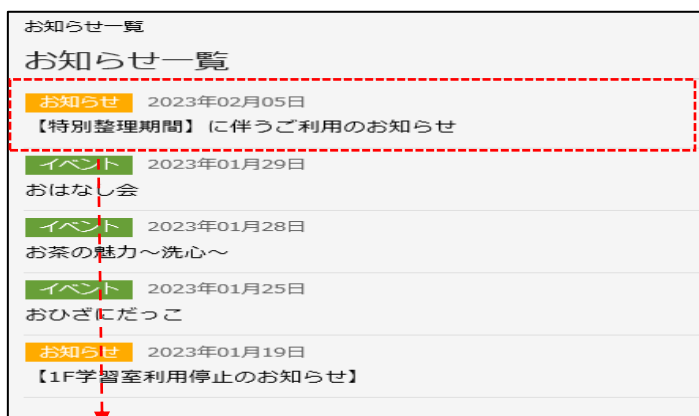 お知らせ一覧
お知らせ一覧
お知らせ 2023年02月05日
【特別整理期間】に伴うご利用のお知らせ
イベント 2023年01月29日
おはなし会
イベント 2023年01月28日
お茶の魅力～洗心～
イベント 2023年01月25日
おひざにだっこ
お知らせ 2023年01月19日
【1F学習室利用停止のお知らせ】